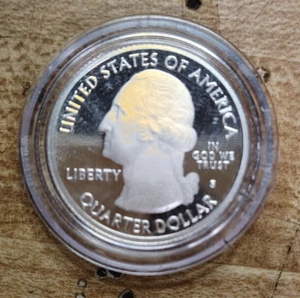 UNITED STATES OF AMERICA
LIBERTY
IN
GOD WE
TRUST
S
QUARTER DOLLAR